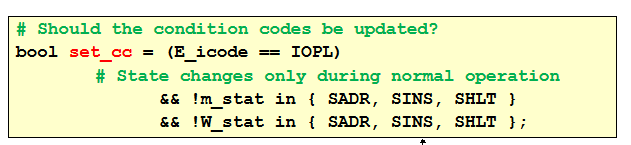 # Should the condition codes be updated?
bool set_cc = (E_icode == IOPL)
# State changes only during normal operation
&& !m_stat in { SADR, SINS, SHLT }
&& !W_stat in { SADR, SINS, SHLT };